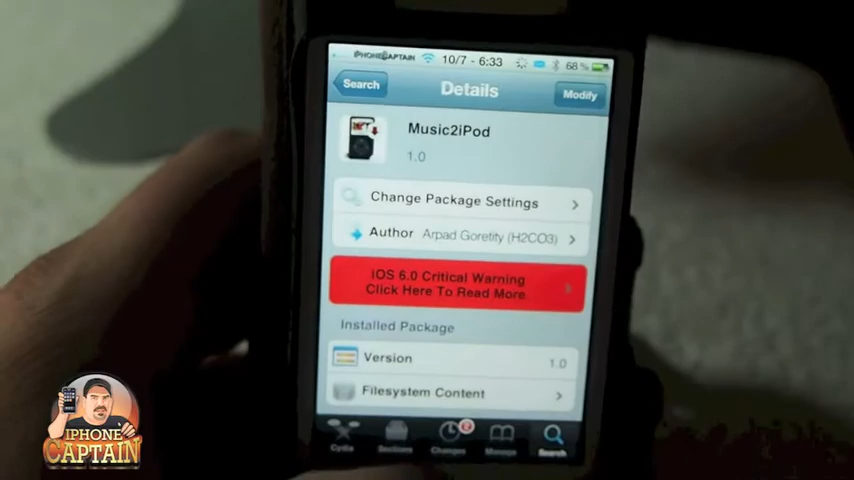 IPHONECAPTAIN 10/7 - 6:33 68 %
Search Details Modify
Music2iPod
1.0
Change Package Settings
Author Arpad Goretity (H2CO3)
iOS 6.0 Critical Warning
Click Here To Read More
Installed Package
Version 1.0
Filesystem Content
2
Cydia Sections Changes Manage Search
IPHONE
CAPTAIN